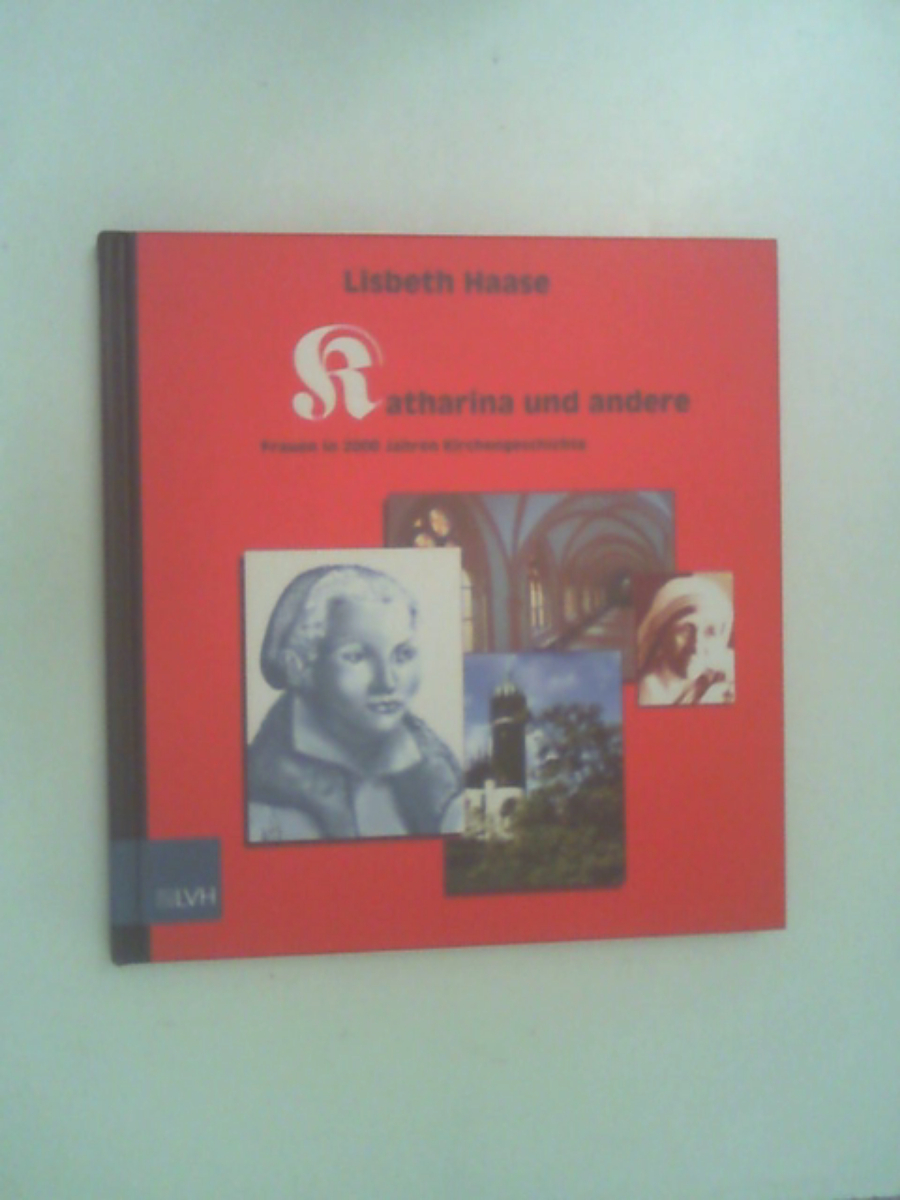 Lisbeth Haase
Katharina und andere
Frauen in 2000 Jahren Kirchengeschichte
LVH